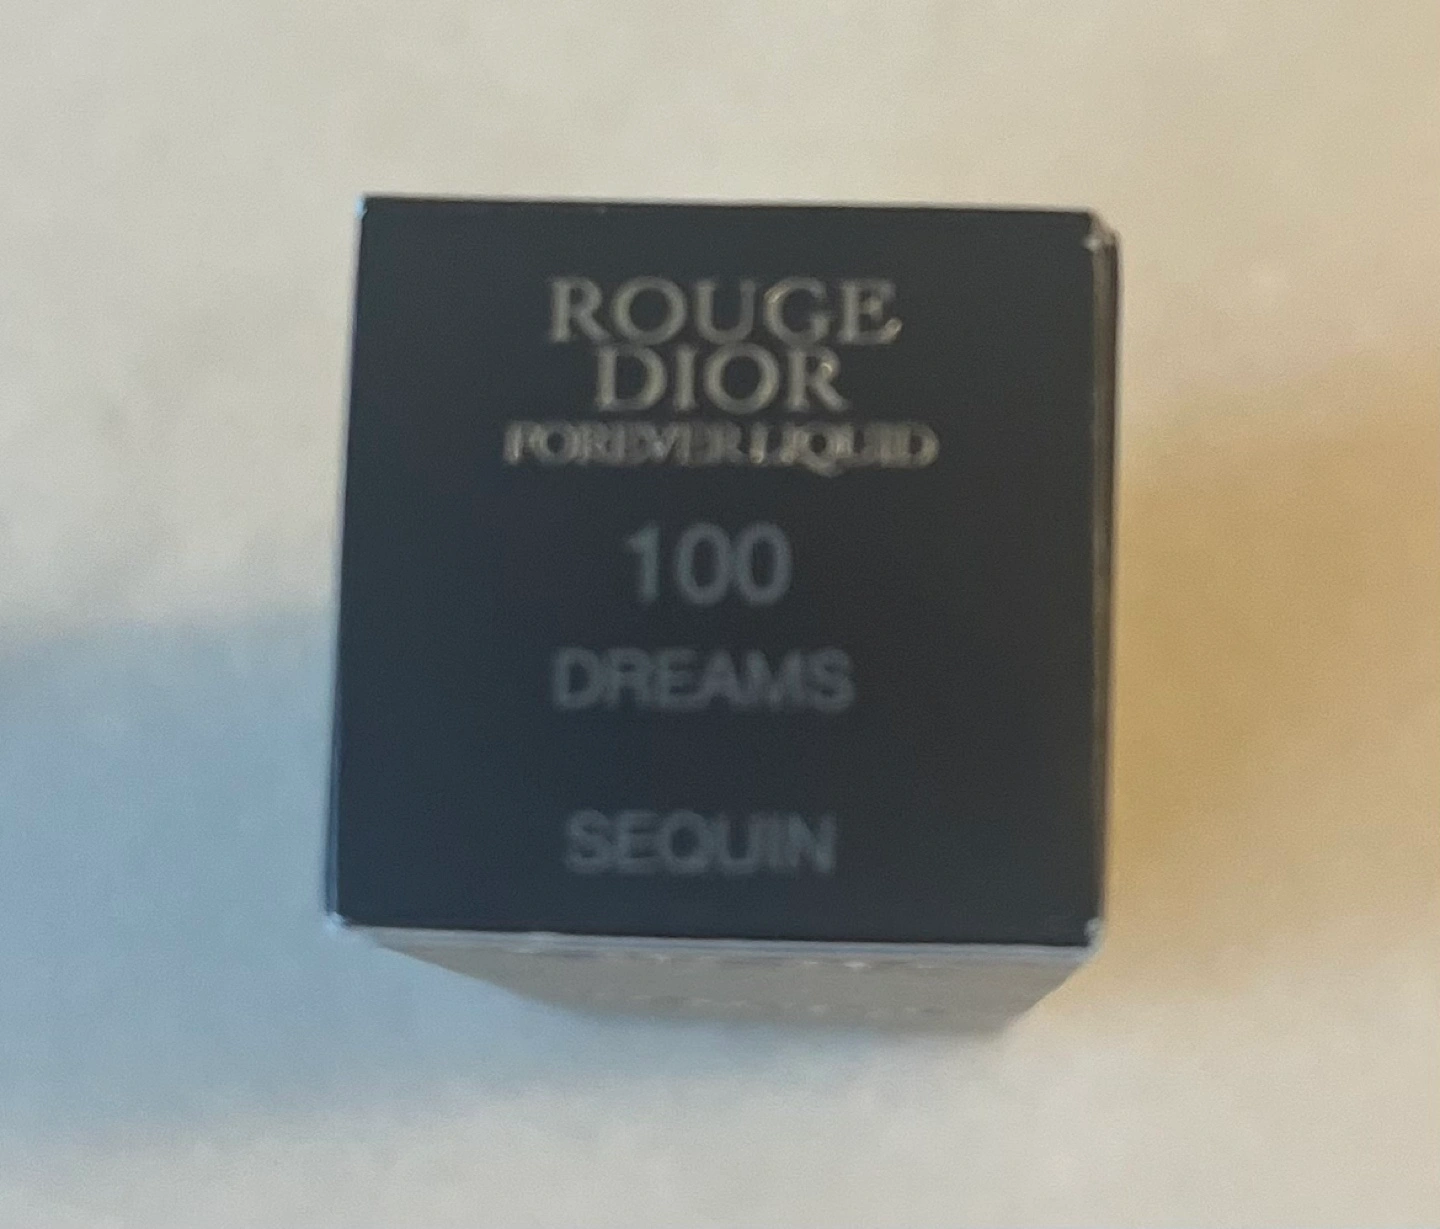 ROUGE
DIOR
FOREVER LIQUID
100
DREAMS
SEQUIN